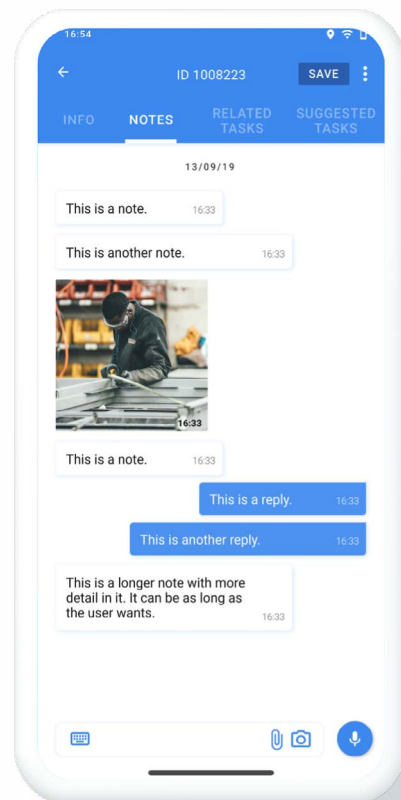 16:54
ID 1008223
SAVE
INFO
NOTES
RELATED
TASKS
SUGGESTED
TASKS
13/09/19
This is a note. 16:33
This is another note. 16:33
16:33
This is a note. 16:33
This is a reply. 16:33
This is another reply. 16:33
This is a longer note with more
detail in it. It can be as long as
the user wants. 16:33